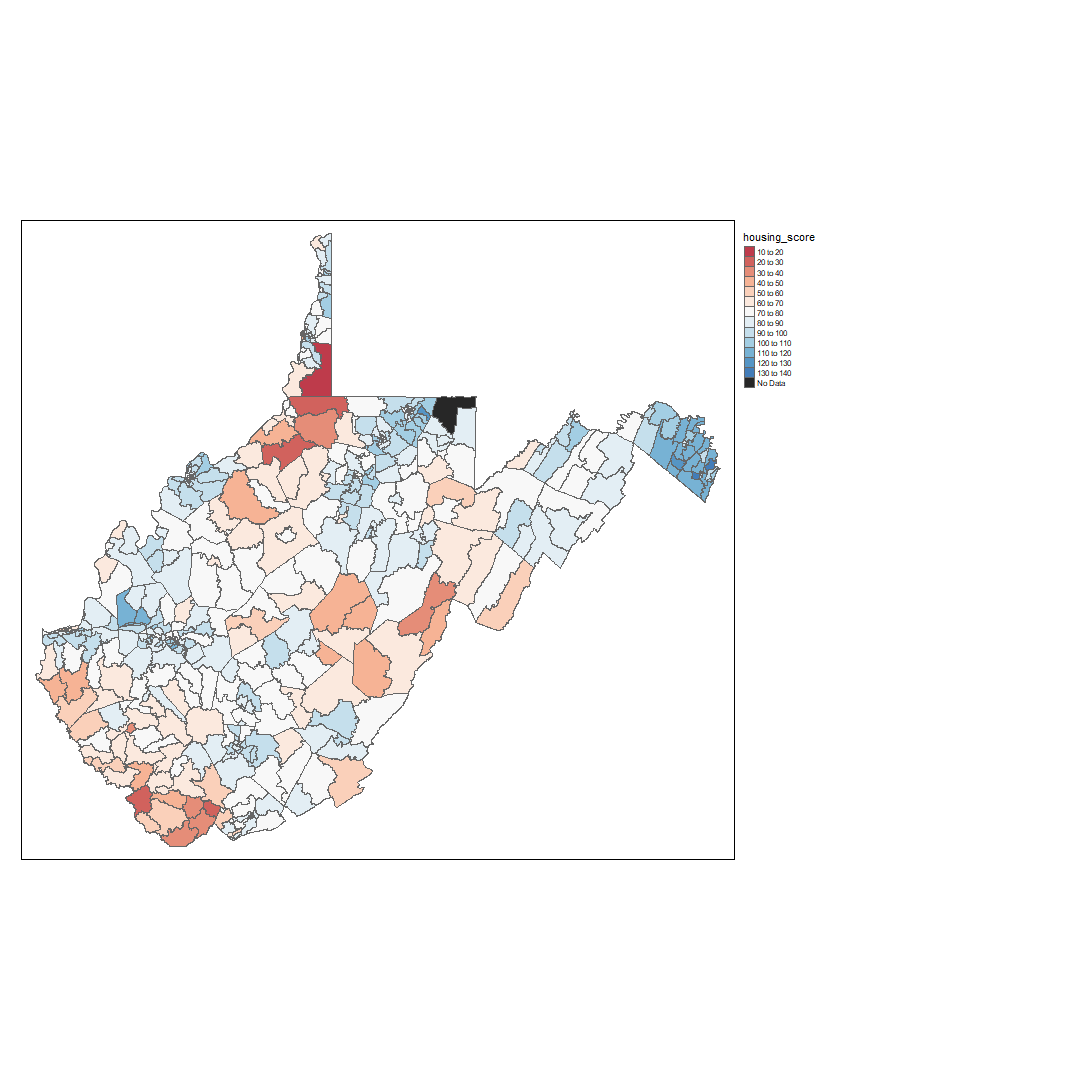 housing_score
10 to 20
20 to 30
30 to 40
40 to 50
50 to 60
60 to 70
70 to 80
80 to 90
90 to 100
100 to 110
110 to 120
120 to 130
130 to 140
No Data